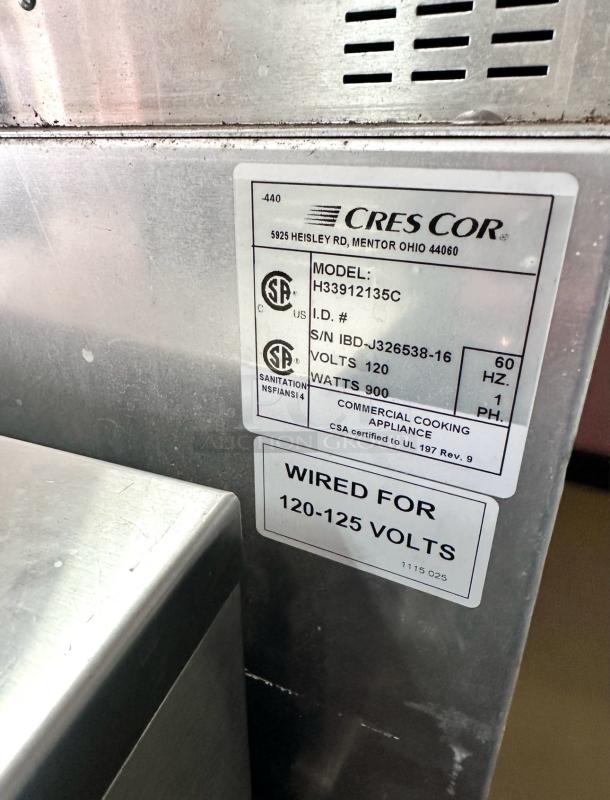 -440
CRES COR®
5925 HEISLEY RD, MENTOR OHIO 44060
MODEL:
H33912135C
C US
I.D. #
S/N IBD-J326538-16
VOLTS 120
WATTS 900
60
HZ.
1
PH.
SANITATION
NSF/ANSI 4
COMMERCIAL COOKING
APPLIANCE
CSA certified to UL 197 Rev. 9
AUCTION GROUP
WIRED FOR
120-125 VOLTS
1115 025